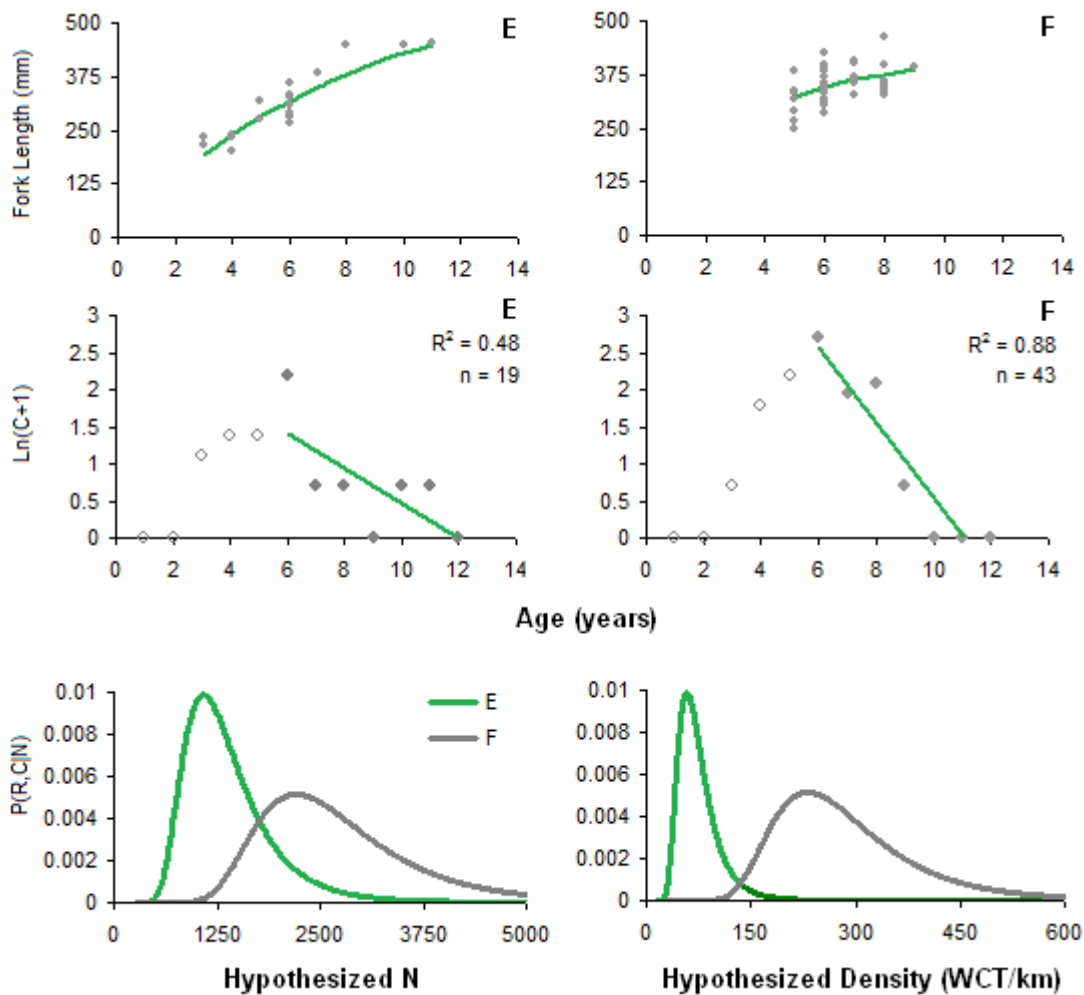 E
F
Fork Length (mm)
500
375
250
125
0
0 2 4 6 8 10 12 14
500
375
250
125
0
0 2 4 6 8 10 12 14
E
R² = 0.48
n = 19
F
R² = 0.88
n = 43
Ln(C+1)
3
2.5
2
1.5
1
0.5
0
0 2 4 6 8 10 12 14
3
2.5
2
1.5
1
0.5
0
0 2 4 6 8 10 12 14
Age (years)
P(R,C|N)
0.01
0.008
0.006
0.004
0.002
0
E
F
0 1250 2500 3750 5000
Hypothesized N
0.01
0.008
0.006
0.004
0.002
0
0 150 300 450 600
Hypothesized Density (WCT/km)